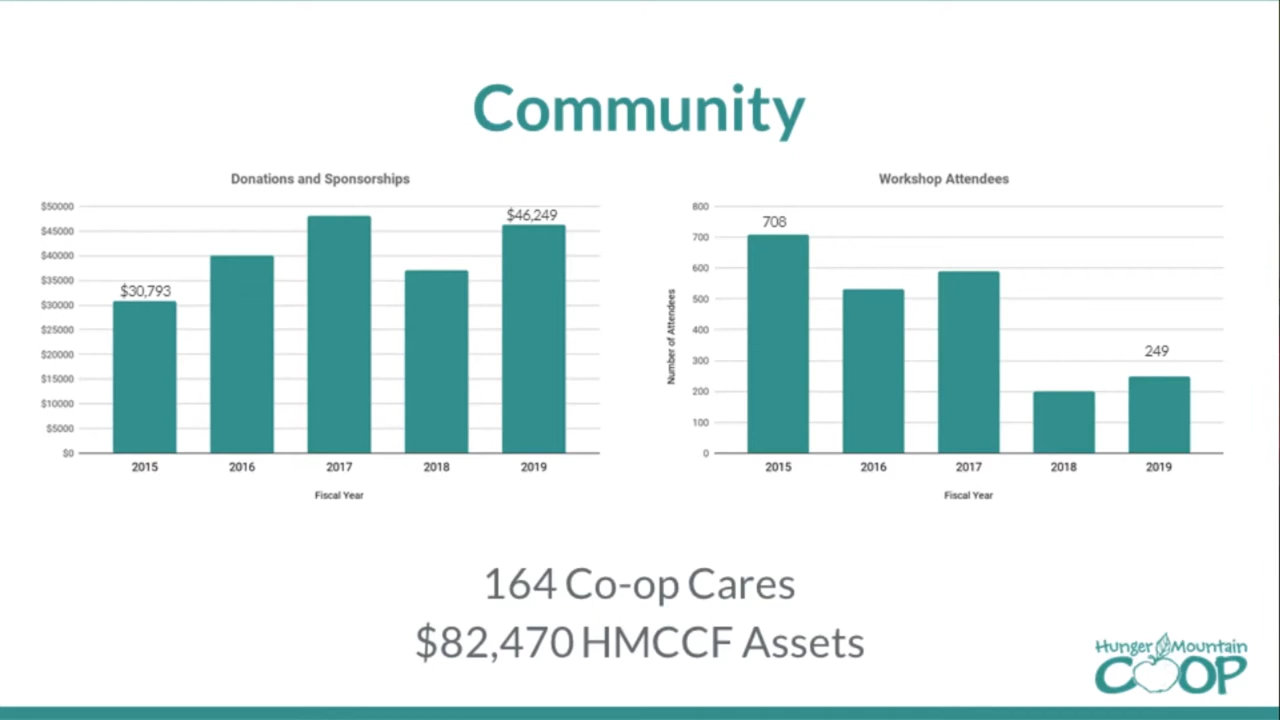 Community
Donations and Sponsorships
$50000
$45000
$40000
$35000
$30000
$25000
$20000
$15000
$10000
$5000
$0
$30,793
$46,249
2015 2016 2017 2018 2019
Fiscal Year
Workshop Attendees
Number of Attendees
800
700
600
500
400
300
200
100
0
708
249
2015 2016 2017 2018 2019
Fiscal Year
164 Co-op Cares
$82,470 HMCCF Assets
Hunger Mountain
COOP